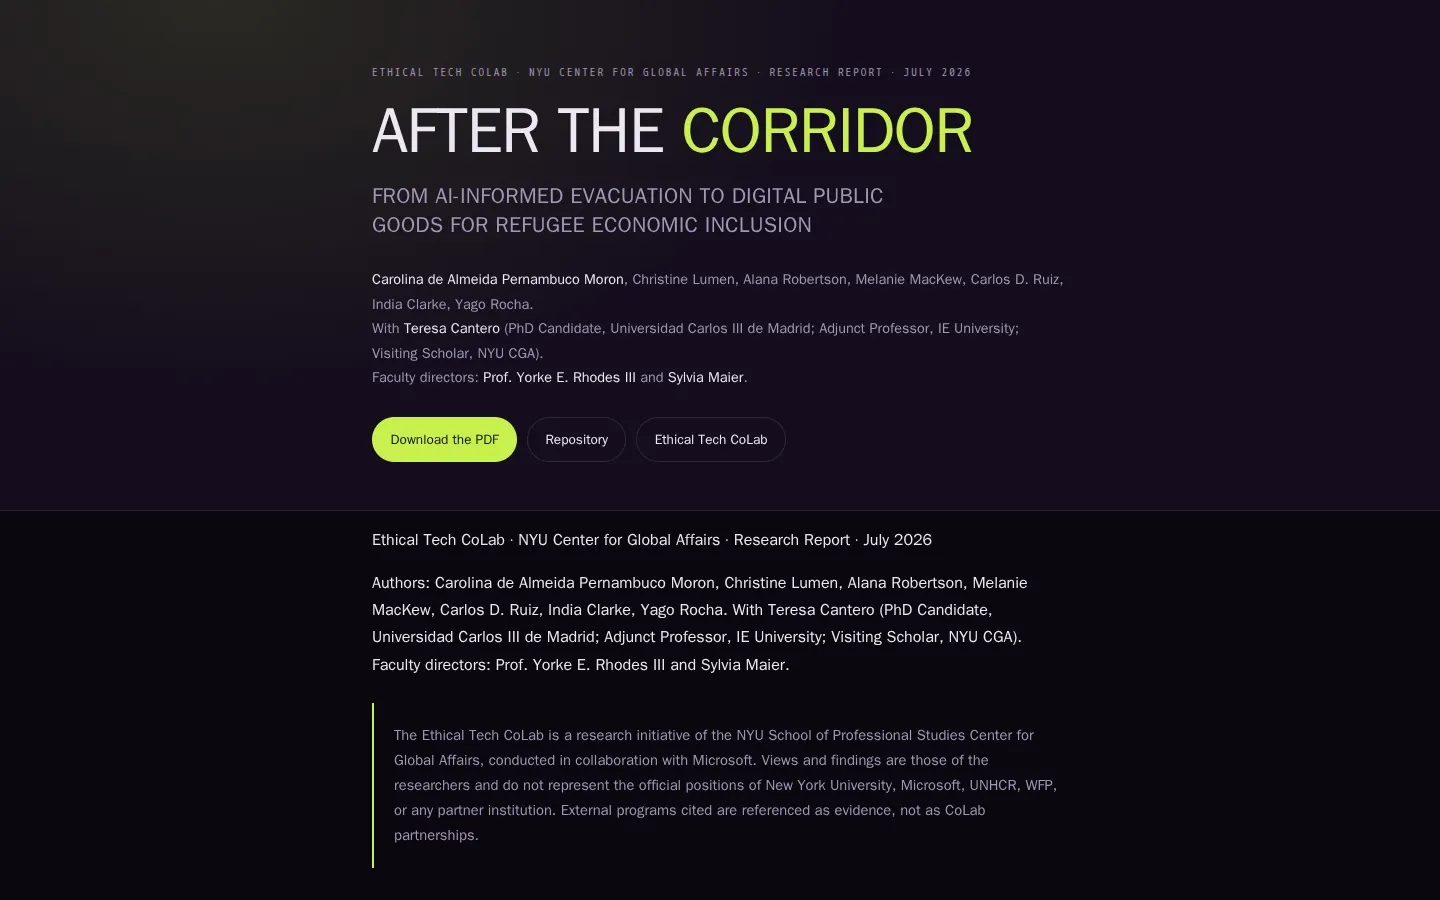 ETHICAL TECH COLAB · NYU CENTER FOR GLOBAL AFFAIRS · RESEARCH REPORT · JULY 2026
AFTER THE CORRIDOR
FROM AI-INFORMED EVACUATION TO DIGITAL PUBLIC
GOODS FOR REFUGEE ECONOMIC INCLUSION
Carolina de Almeida Pernambuco Moron, Christine Lumen, Alana Robertson, Melanie MacKew, Carlos D. Ruiz,
India Clarke, Yago Rocha.
With Teresa Cantero (PhD Candidate, Universidad Carlos III de Madrid; Adjunct Professor, IE University;
Visiting Scholar, NYU CGA).
Faculty directors: Prof. Yorke E. Rhodes III and Sylvia Maier.
Download the PDF
Repository
Ethical Tech CoLab
Ethical Tech CoLab · NYU Center for Global Affairs · Research Report · July 2026
Authors: Carolina de Almeida Pernambuco Moron, Christine Lumen, Alana Robertson, Melanie
MacKew, Carlos D. Ruiz, India Clarke, Yago Rocha. With Teresa Cantero (PhD Candidate,
Universidad Carlos III de Madrid; Adjunct Professor, IE University; Visiting Scholar, NYU CGA).
Faculty directors: Prof. Yorke E. Rhodes III and Sylvia Maier.
The Ethical Tech CoLab is a research initiative of the NYU School of Professional Studies Center for
Global Affairs, conducted in collaboration with Microsoft. Views and findings are those of the
researchers and do not represent the official positions of New York University, Microsoft, UNHCR, WFP,
or any partner institution. External programs cited are referenced as evidence, not as CoLab
partnerships.